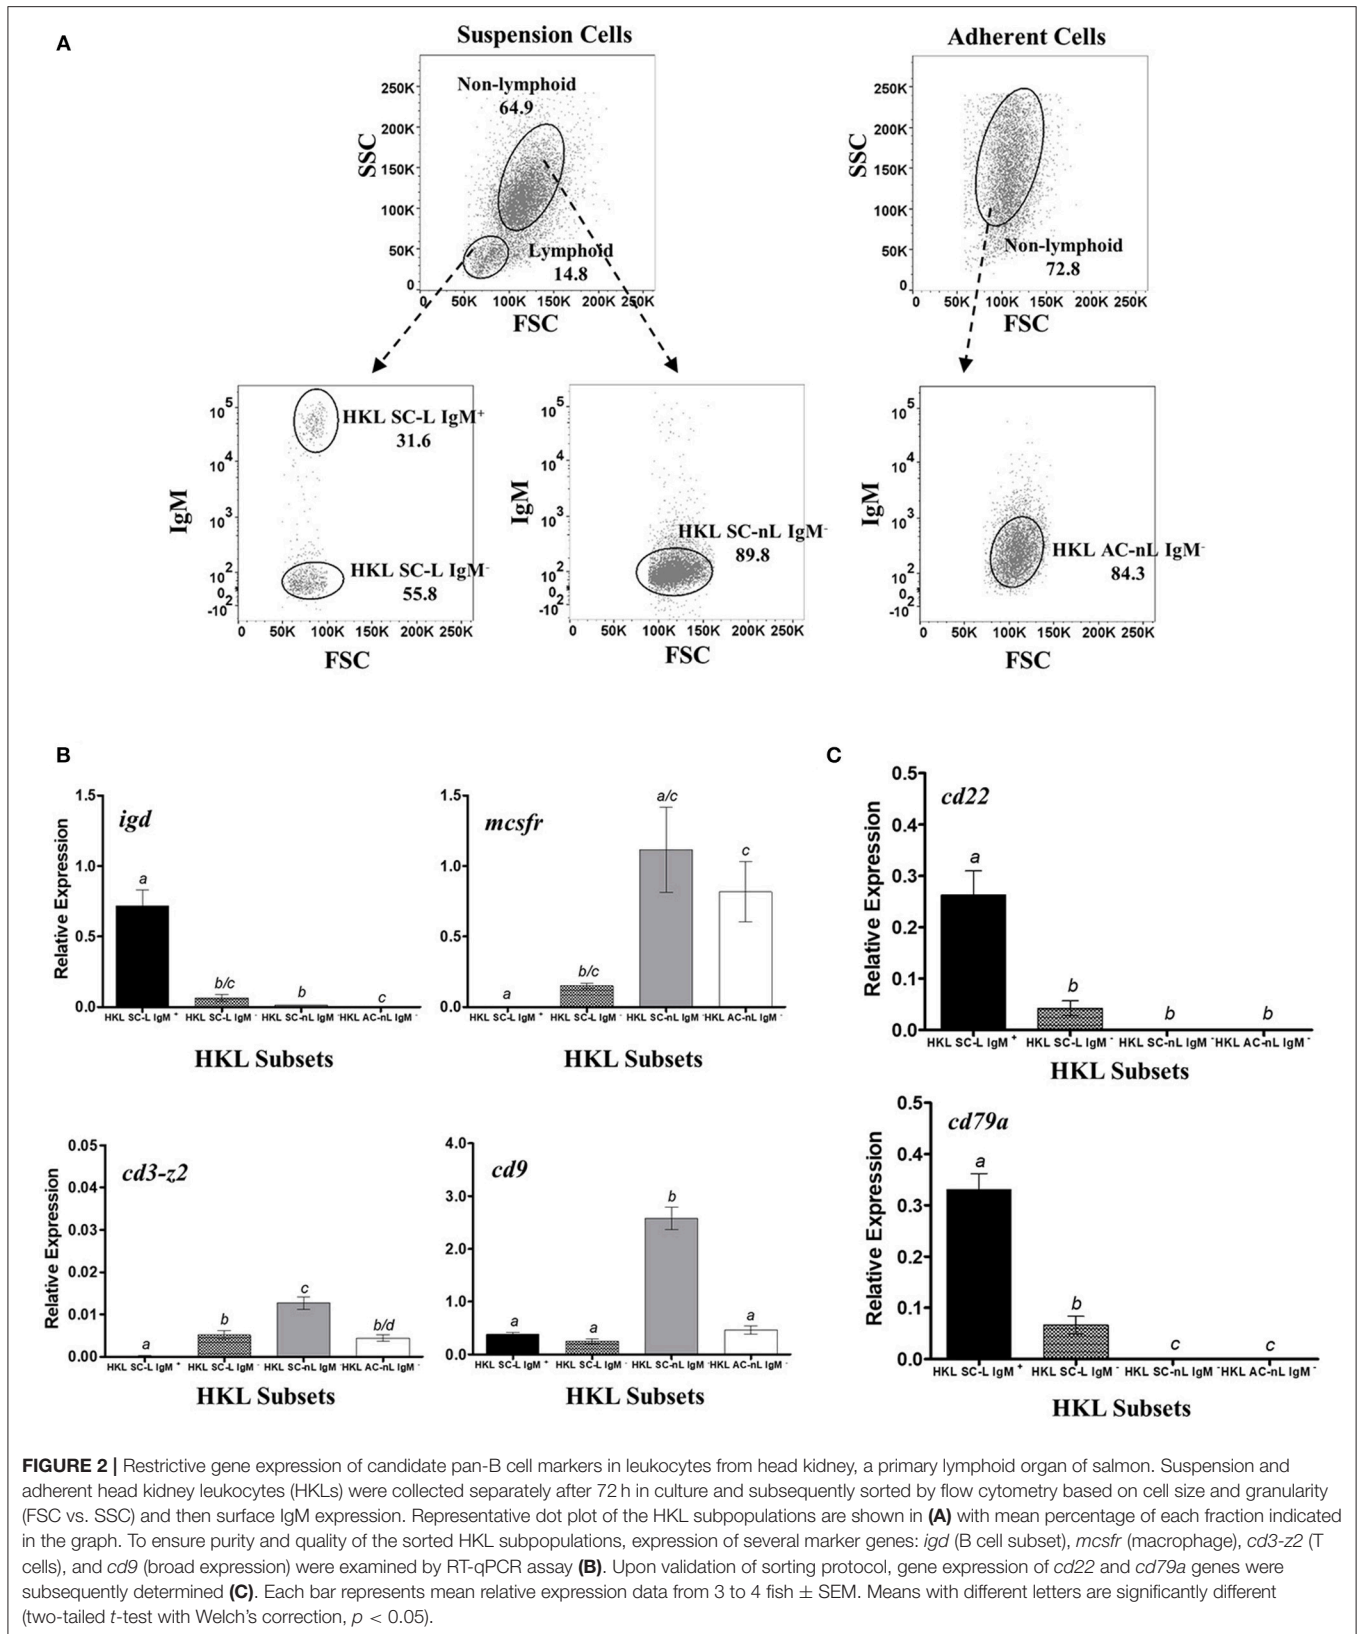 A
Suspension Cells
Adherent Cells
Non-lymphoid
64.9
250K
200K
150K
100K
50K
0
SSC
Lymphoid
14.8
0 50K 100K 150K 200K 250K
FSC
250K
200K
150K
100K
50K
0
SSC
Non-lymphoid
72.8
0 50K 100K 150K 200K 250K
FSC
10⁵
10⁴
10³
10²
0
-10²
IgM
HKL SC-L IgM⁺
31.6
HKL SC-L IgM⁻
55.8
0 50K 100K 150K 200K 250K
FSC
10⁵
10⁴
10³
10²
0
-10²
IgM
HKL SC-nL IgM⁻
89.8
0 50K 100K 150K 200K 250K
FSC
10⁵
10⁴
10³
10²
0
-10²
IgM
HKL AC-nL IgM⁻
84.3
0 50K 100K 150K 200K 250K
FSC
B
igd
1.5
1.0
0.5
0.0
Relative Expression
a b/c b c
HKL SC-L IgM⁺ HKL SC-L IgM⁻ HKL SC-nL IgM⁻ HKL AC-nL IgM⁻
HKL Subsets
mcsfr
1.5
1.0
0.5
0.0
a b/c a/c c
HKL SC-L IgM⁺ HKL SC-L IgM⁻ HKL SC-nL IgM⁻ HKL AC-nL IgM⁻
HKL Subsets
cd3-z2
0.05
0.04
0.03
0.02
0.01
0.00
Relative Expression
a b c b/d
HKL SC-L IgM⁺ HKL SC-L IgM⁻ HKL SC-nL IgM⁻ HKL AC-nL IgM⁻
HKL Subsets
cd9
4.0
3.0
2.0
1.0
0.0
a a b a
HKL SC-L IgM⁺ HKL SC-L IgM⁻ HKL SC-nL IgM⁻ HKL AC-nL IgM⁻
HKL Subsets
C
cd22
0.5
0.4
0.3
0.2
0.1
0.0
Relative Expression
a b b b
HKL SC-L IgM⁺ HKL SC-L IgM⁻ HKL SC-nL IgM⁻ HKL AC-nL IgM⁻
HKL Subsets
cd79a
0.5
0.4
0.3
0.2
0.1
0.0
Relative Expression
a b c c
HKL SC-L IgM⁺ HKL SC-L IgM⁻ HKL SC-nL IgM⁻ HKL AC-nL IgM⁻
HKL Subsets
FIGURE 2 | Restrictive gene expression of candidate pan-B cell markers in leukocytes from head kidney, a primary lymphoid organ of salmon. Suspension and
adherent head kidney leukocytes (HKLs) were collected separately after 72 h in culture and subsequently sorted by flow cytometry based on cell size and granularity
(FSC vs. SSC) and then surface IgM expression. Representative dot plot of the HKL subpopulations are shown in (A) with mean percentage of each fraction indicated
in the graph. To ensure purity and quality of the sorted HKL subpopulations, expression of several marker genes: igd (B cell subset), mcsfr (macrophage), cd3-z2 (T
cells), and cd9 (broad expression) were examined by RT-qPCR assay (B). Upon validation of sorting protocol, gene expression of cd22 and cd79a genes were
subsequently determined (C). Each bar represents mean relative expression data from 3 to 4 fish ± SEM. Means with different letters are significantly different
(two-tailed t-test with Welch's correction, p < 0.05).